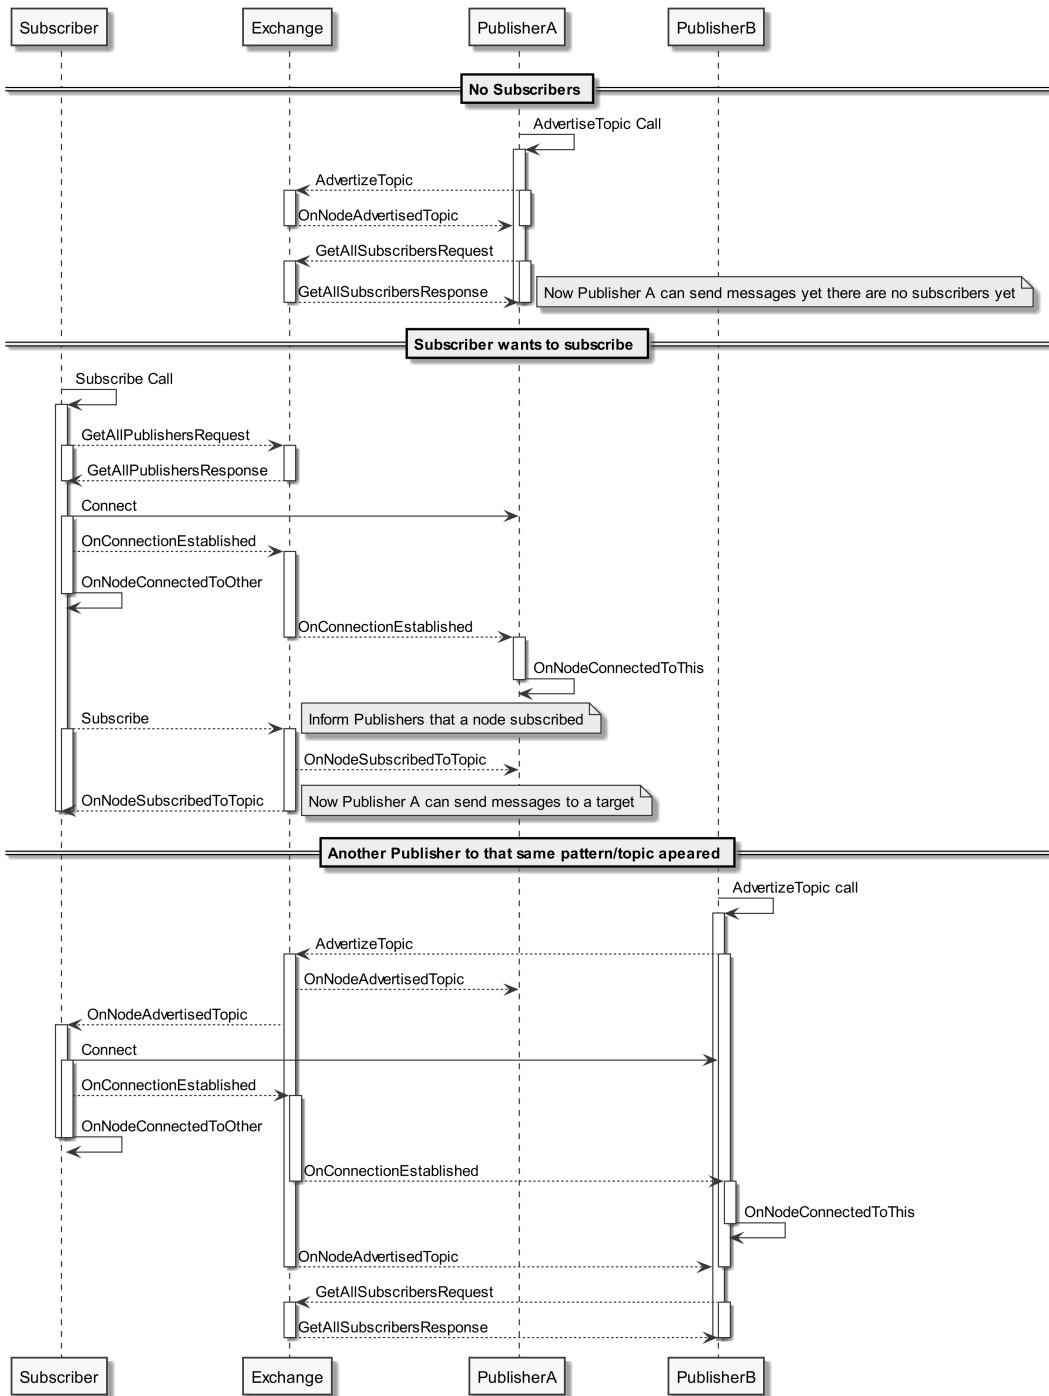 Subscriber
Exchange
PublisherA
PublisherB
No Subscribers
AdvertiseTopic Call
AdvertizeTopic
OnNodeAdvertisedTopic
GetAllSubscribersRequest
GetAllSubscribersResponse
Now Publisher A can send messages yet there are no subscribers yet
Subscriber wants to subscribe
Subscribe Call
GetAllPublishersRequest
GetAllPublishersResponse
Connect
OnConnectionEstablished
OnNodeConnectedToOther
OnConnectionEstablished
OnNodeConnectedToThis
Subscribe
Inform Publishers that a node subscribed
OnNodeSubscribedToTopic
OnNodeSubscribedToTopic
Now Publisher A can send messages to a target
Another Publisher to that same pattern/topic apeared
AdvertizeTopic call
AdvertizeTopic
OnNodeAdvertisedTopic
OnNodeAdvertisedTopic
Connect
OnConnectionEstablished
OnNodeConnectedToOther
OnConnectionEstablished
OnNodeConnectedToThis
OnNodeAdvertisedTopic
GetAllSubscribersRequest
GetAllSubscribersResponse
Subscriber
Exchange
PublisherA
PublisherB